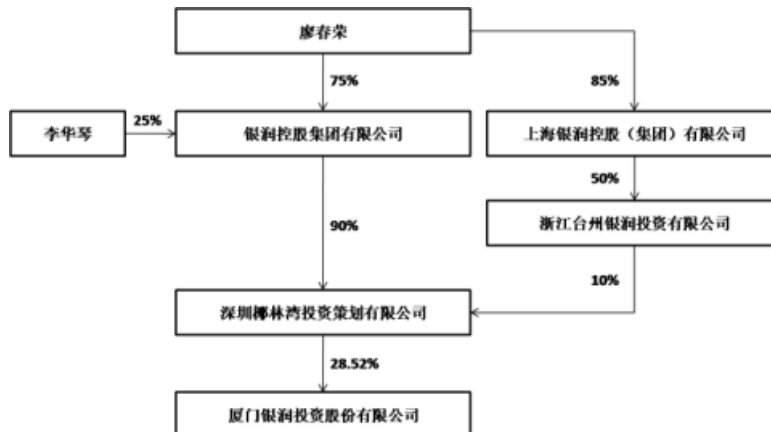 廖春荣
75%
85%
李华琴
25%
银润控股集团有限公司
上海银润控股（集团）有限公司
50%
浙江台州银润投资有限公司
90%
10%
深圳椰林湾投资策划有限公司
28.52%
厦门银润投资股份有限公司